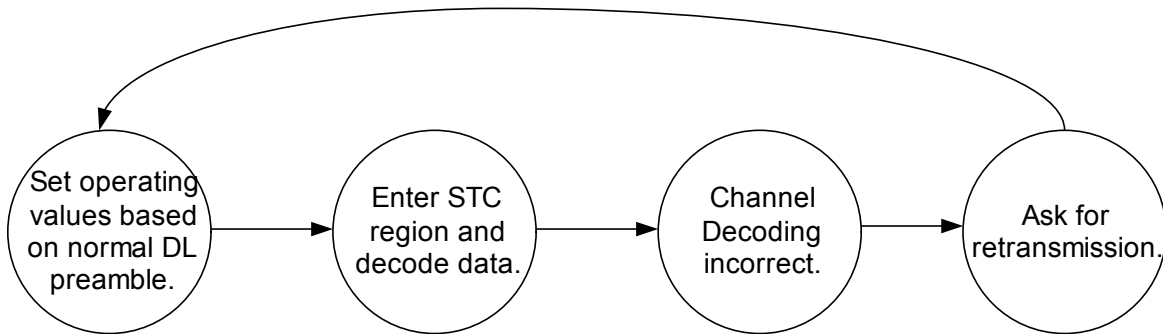 Set operating
values based
on normal DL
preamble.
Enter STC
region and
decode data.
Channel
Decoding
incorrect.
Ask for
retransmission.